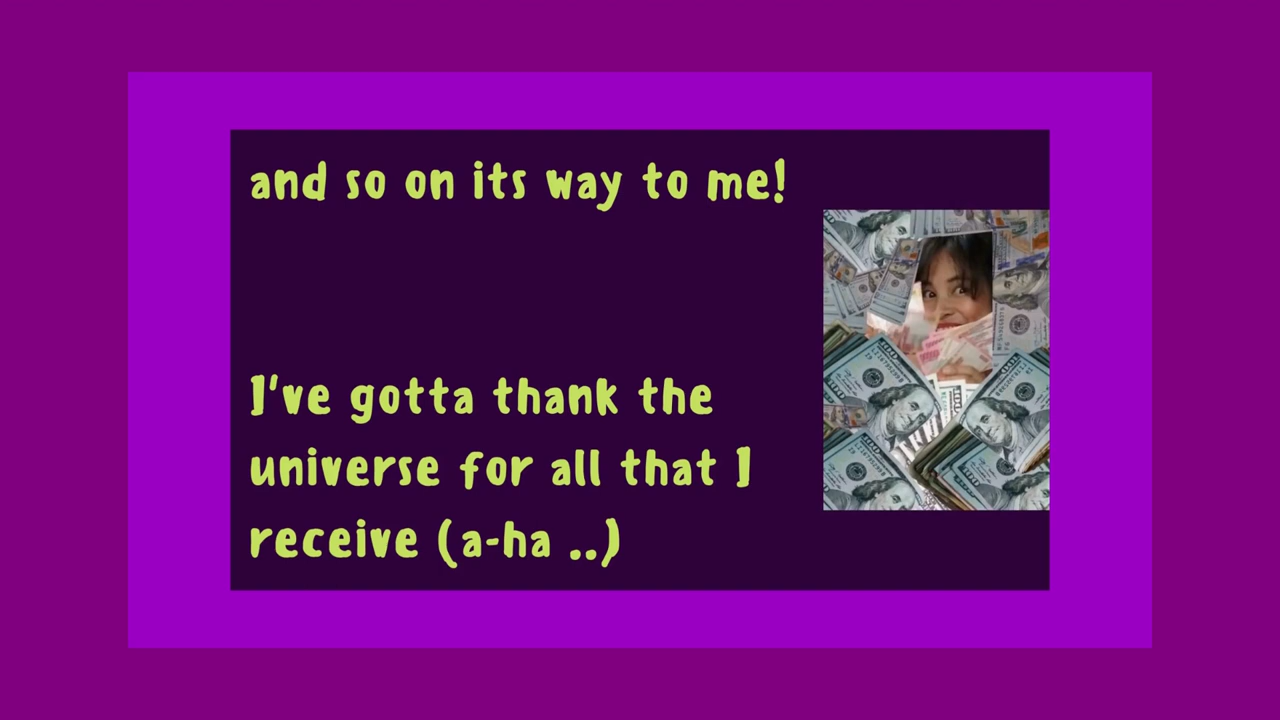 and so on its way to me!
I've gotta thank the
universe for all that I
receive (a-ha ..)